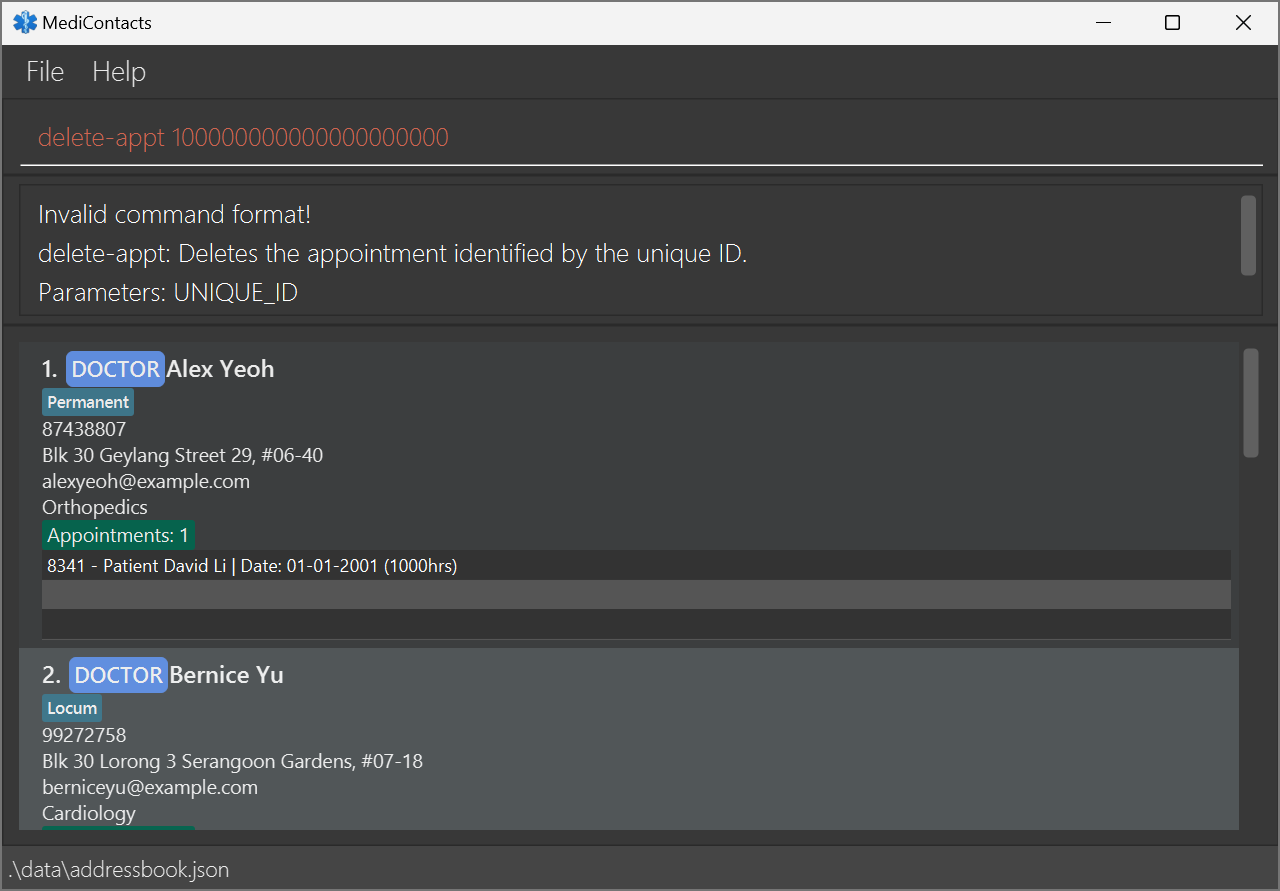 MediContacts
File Help
delete-appt 100000000000000000000
Invalid command format!
delete-appt: Deletes the appointment identified by the unique ID.
Parameters: UNIQUE_ID
1. DOCTOR Alex Yeoh
Permanent
87438807
Blk 30 Geylang Street 29, #06-40
alexyeoh@example.com
Orthopedics
Appointments: 1
8341 - Patient David Li | Date: 01-01-2001 (1000hrs)
2. DOCTOR Bernice Yu
Locum
99272758
Blk 30 Lorong 3 Serangoon Gardens, #07-18
berniceyu@example.com
Cardiology
.\data\addressbook.json